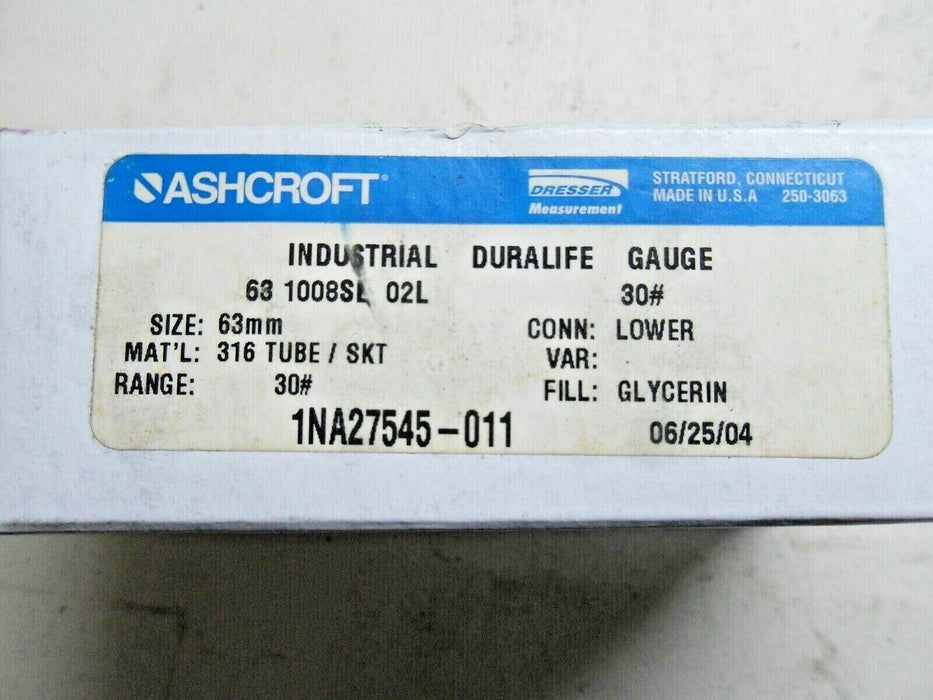 ASHCROFT®
DRESSER
Measurement
STRATFORD, CONNECTICUT
MADE IN U.S.A 250-3063
INDUSTRIAL DURALIFE GAUGE
63 1008SL 02L 30#
SIZE: 63mm CONN: LOWER
MAT'L: 316 TUBE / SKT VAR:
RANGE: 30# FILL: GLYCERIN
1NA27545-011 06/25/04